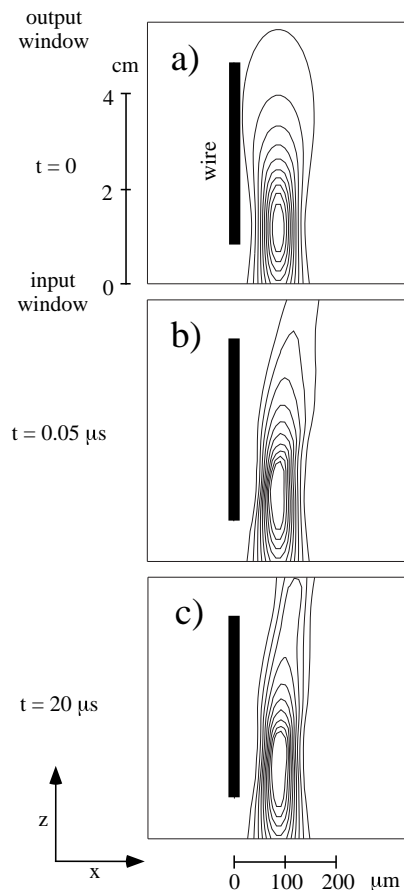 output
window
cm
a)
4
wire
t = 0
2
input
window
0
b)
t = 0.05 μs
c)
t = 20 μs
z
x
0 100 200 μm